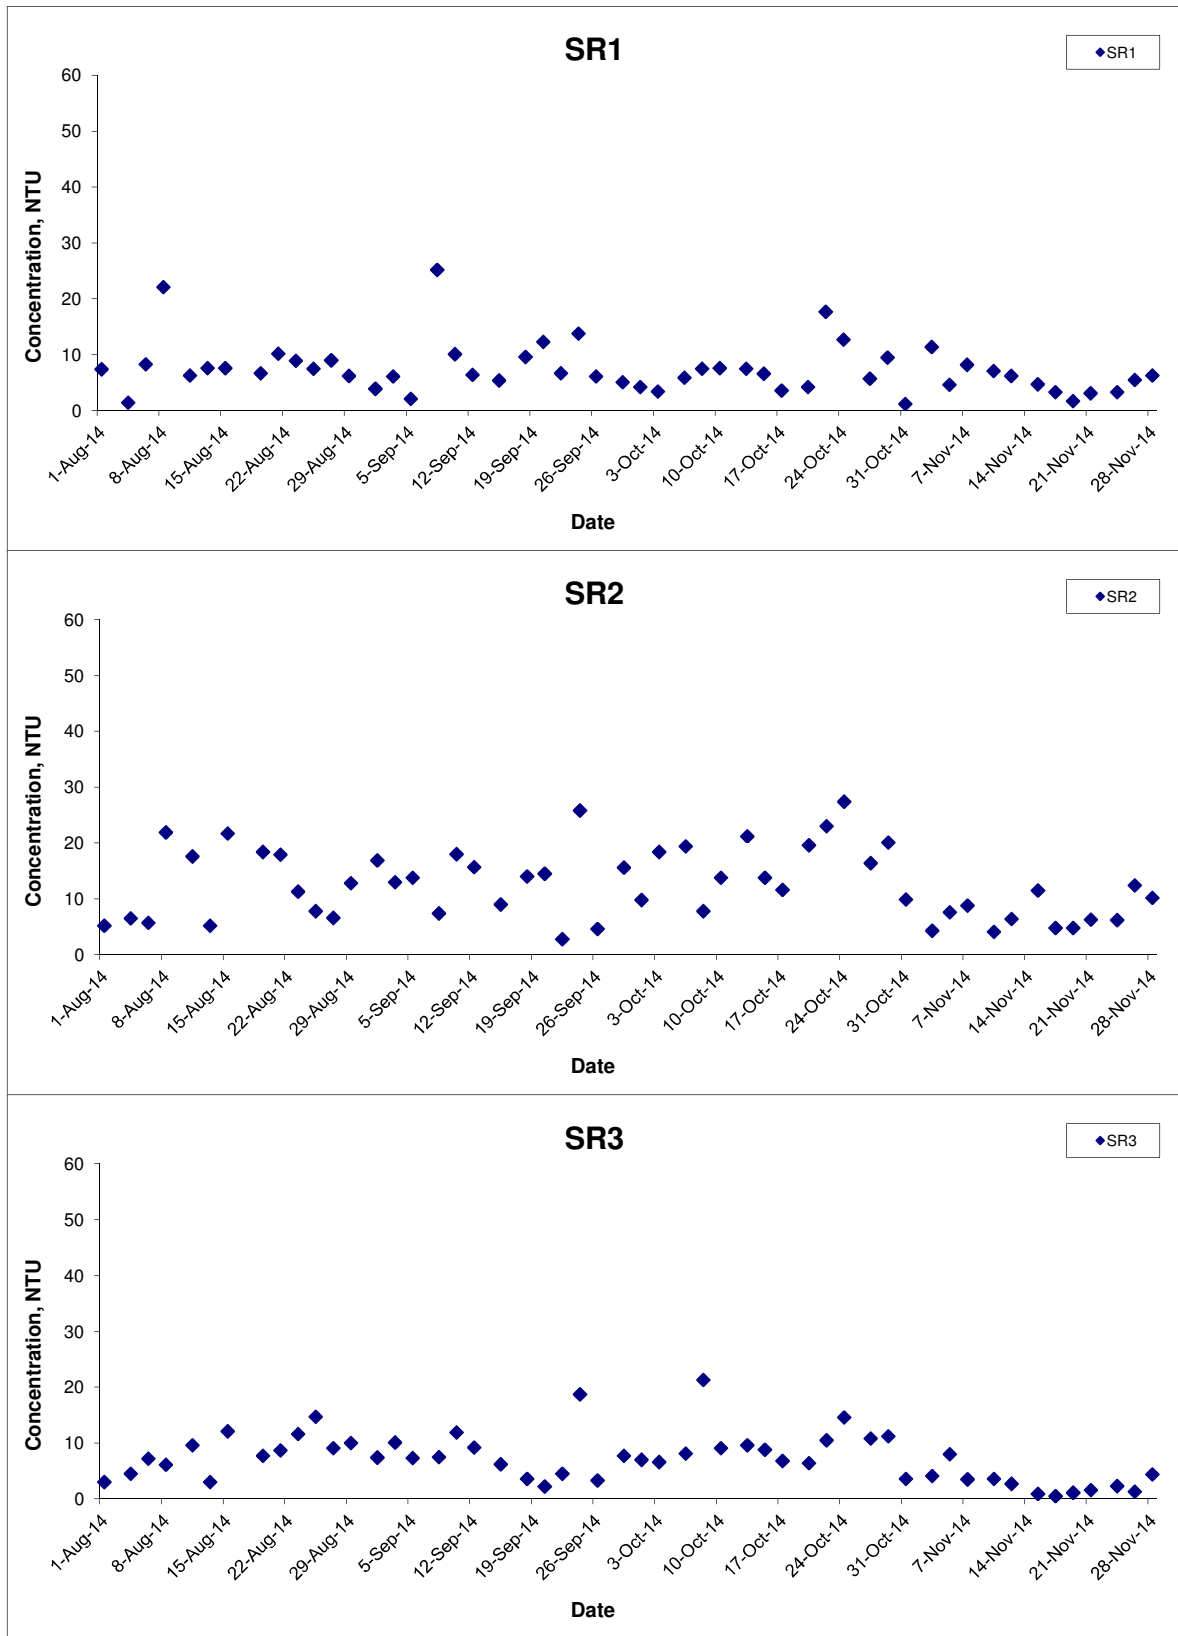 SR1
SR1
60
50
40
30
20
10
0
Concentration, NTU
1-Aug-14
8-Aug-14
15-Aug-14
22-Aug-14
29-Aug-14
5-Sep-14
12-Sep-14
19-Sep-14
26-Sep-14
3-Oct-14
10-Oct-14
17-Oct-14
24-Oct-14
31-Oct-14
7-Nov-14
14-Nov-14
21-Nov-14
28-Nov-14
Date
SR2
SR2
60
50
40
30
20
10
0
Concentration, NTU
1-Aug-14
8-Aug-14
15-Aug-14
22-Aug-14
29-Aug-14
5-Sep-14
12-Sep-14
19-Sep-14
26-Sep-14
3-Oct-14
10-Oct-14
17-Oct-14
24-Oct-14
31-Oct-14
7-Nov-14
14-Nov-14
21-Nov-14
28-Nov-14
Date
SR3
SR3
60
50
40
30
20
10
0
Concentration, NTU
1-Aug-14
8-Aug-14
15-Aug-14
22-Aug-14
29-Aug-14
5-Sep-14
12-Sep-14
19-Sep-14
26-Sep-14
3-Oct-14
10-Oct-14
17-Oct-14
24-Oct-14
31-Oct-14
7-Nov-14
14-Nov-14
21-Nov-14
28-Nov-14
Date